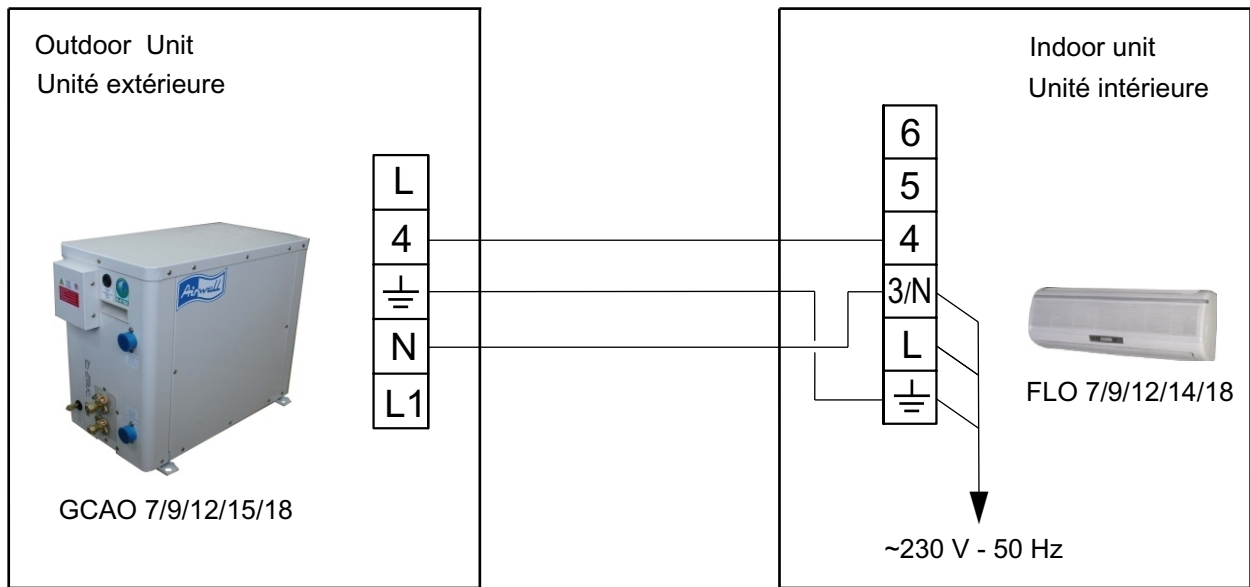 Outdoor Unit
Unité extérieure
L
4
N
L1
Airwell
GCAO 7/9/12/15/18
Indoor unit
Unité intérieure
6
5
4
3/N
L
FLO 7/9/12/14/18
~230 V - 50 Hz